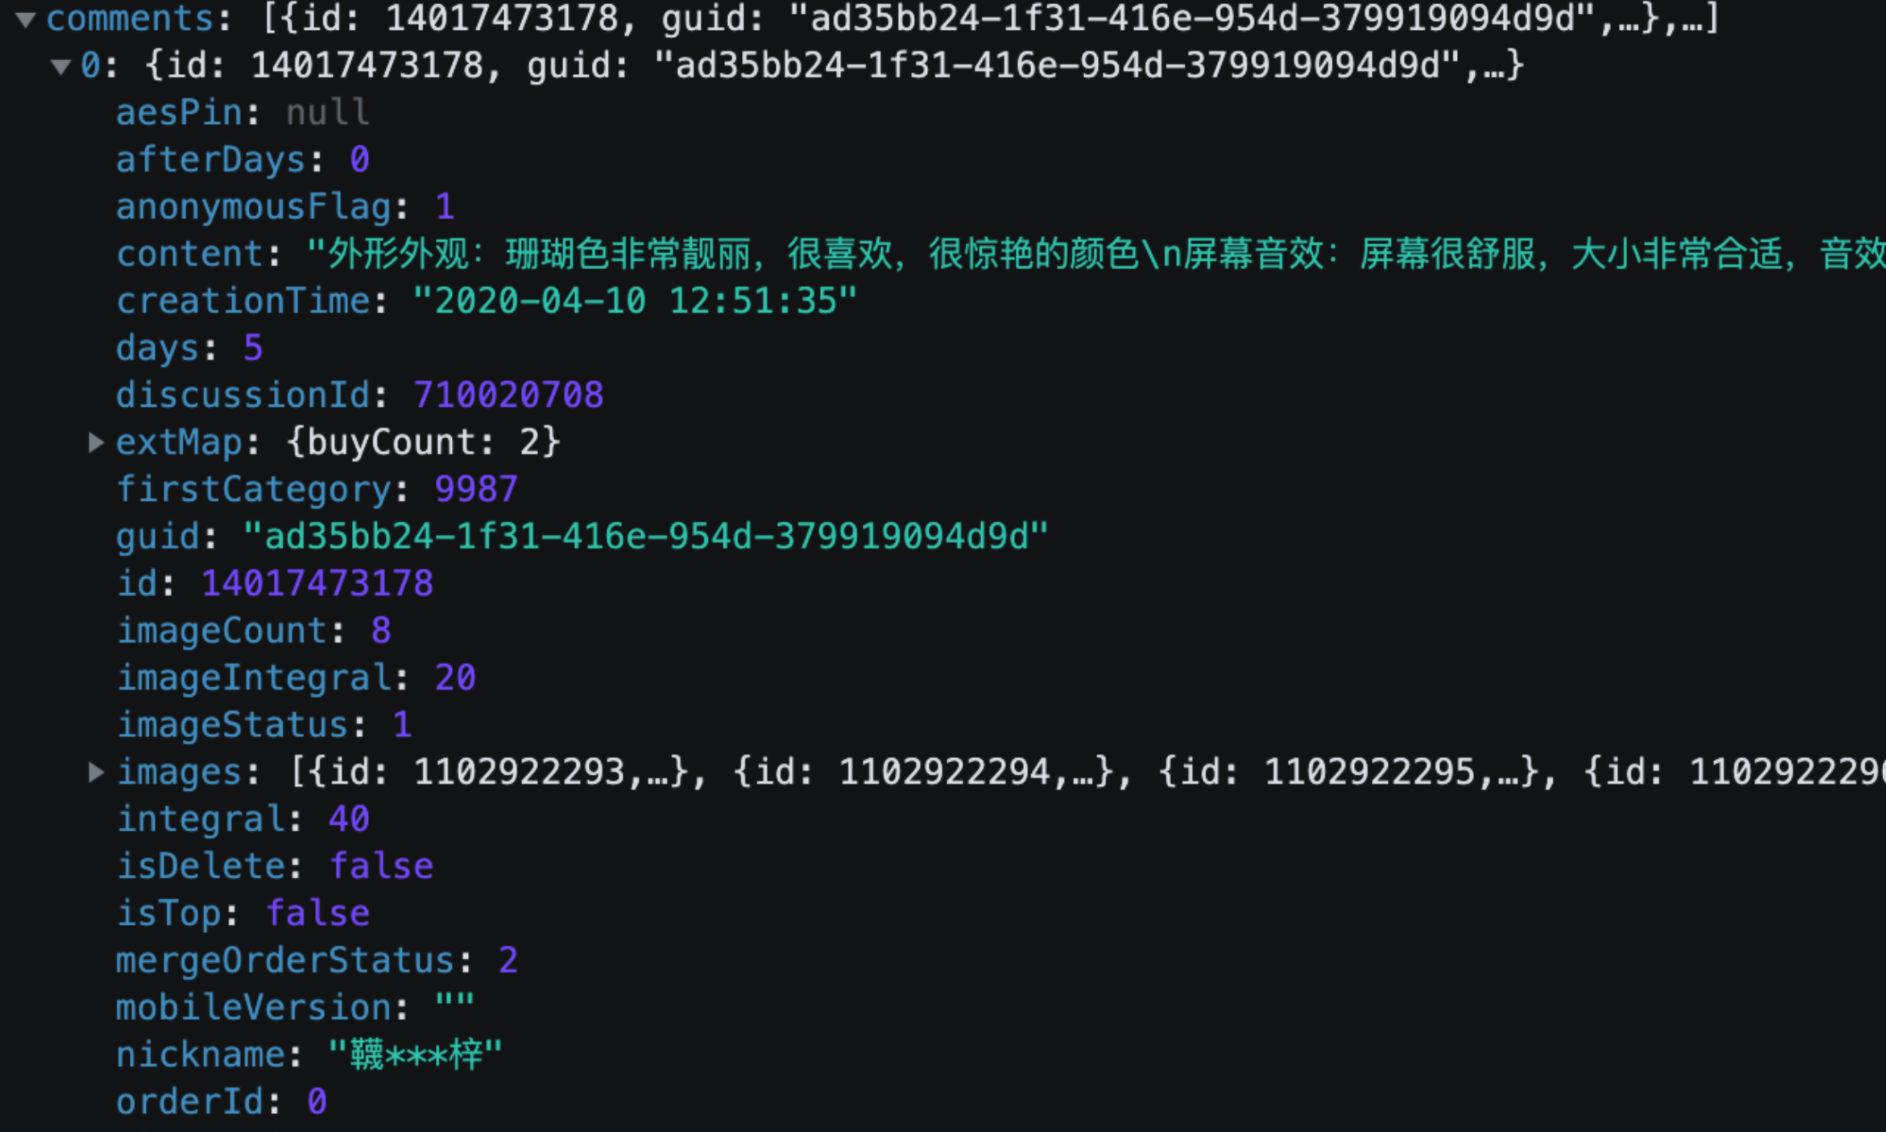 ▼comments: [{id: 14017473178, guid: "ad35bb24-1f31-416e-954d-379919094d9d",…},…]
▼0: {id: 14017473178, guid: "ad35bb24-1f31-416e-954d-379919094d9d",…}
aesPin: null
afterDays: 0
anonymousFlag: 1
content: "外形外观：珊瑚色非常靓丽，很喜欢，很惊艳的颜色\n屏幕音效：屏幕很舒服，大小非常合适，音效
creationTime: "2020-04-10 12:51:35"
days: 5
discussionId: 710020708
▶extMap: {buyCount: 2}
firstCategory: 9987
guid: "ad35bb24-1f31-416e-954d-379919094d9d"
id: 14017473178
imageCount: 8
imageIntegral: 20
imageStatus: 1
▶images: [{id: 1102922293,…}, {id: 1102922294,…}, {id: 1102922295,…}, {id: 1102922296
integral: 40
isDelete: false
isTop: false
mergeOrderStatus: 2
mobileVersion: ""
nickname: "韈***梓"
orderId: 0